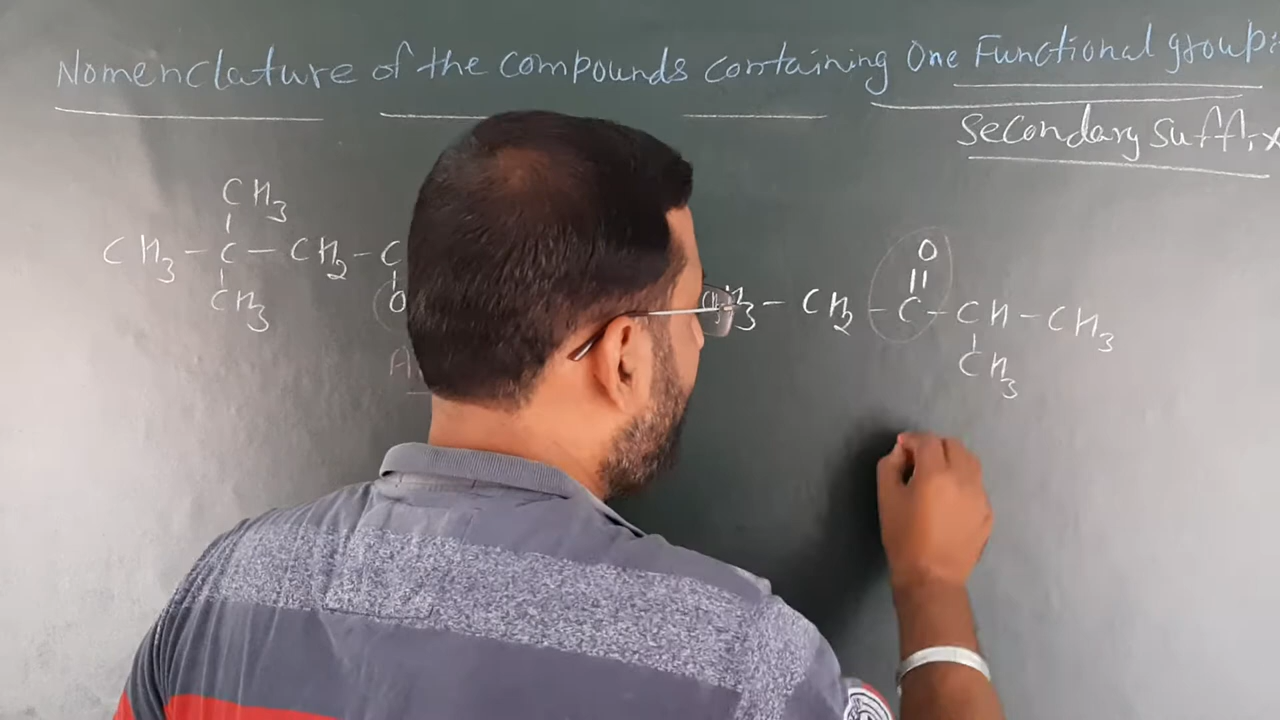 Nomenclature of the compounds containing One Functional group:
Secondary suffix
CH3
CH3 - C - CH2 - C
CH3
O
A
O
||
CH3 - CH2 - C - CH - CH3
CH3